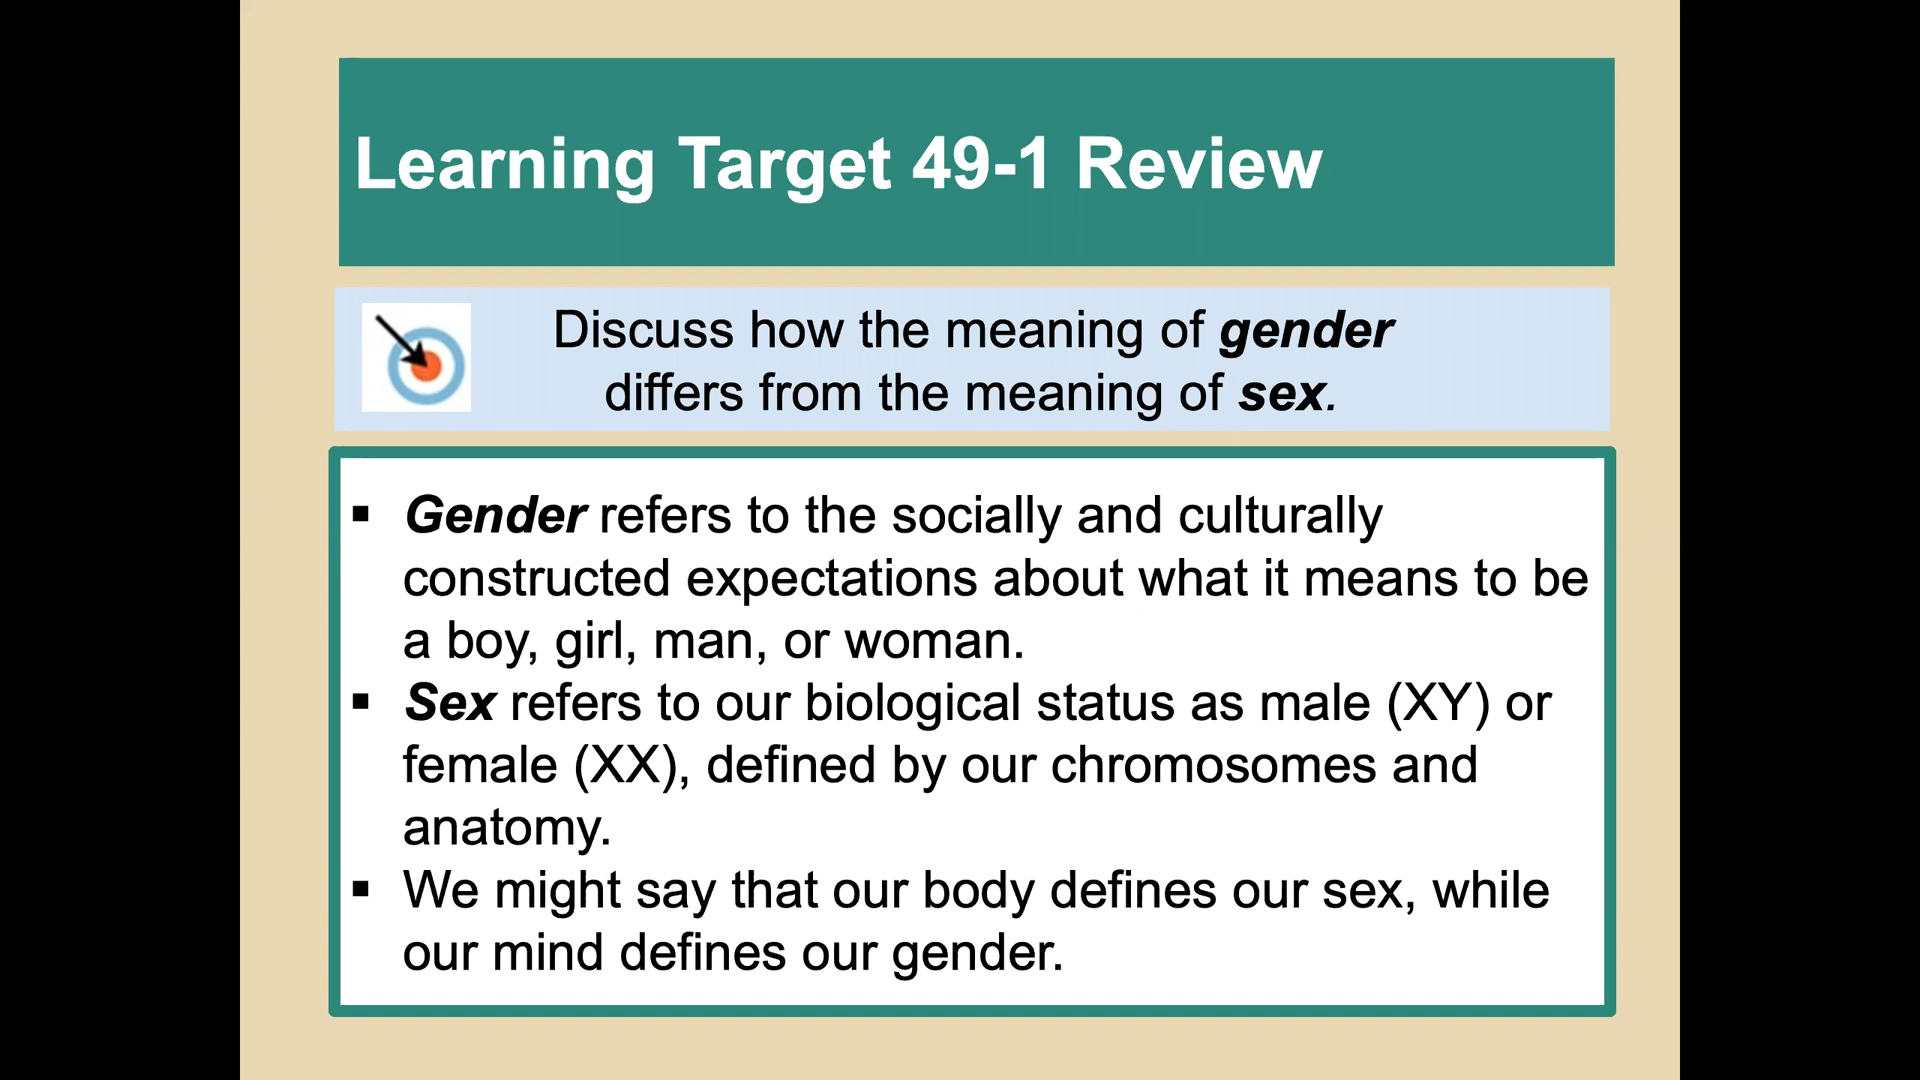 Learning Target 49-1 Review
Discuss how the meaning of gender
differs from the meaning of sex.
▪ Gender refers to the socially and culturally
constructed expectations about what it means to be
a boy, girl, man, or woman.
▪ Sex refers to our biological status as male (XY) or
female (XX), defined by our chromosomes and
anatomy.
▪ We might say that our body defines our sex, while
our mind defines our gender.